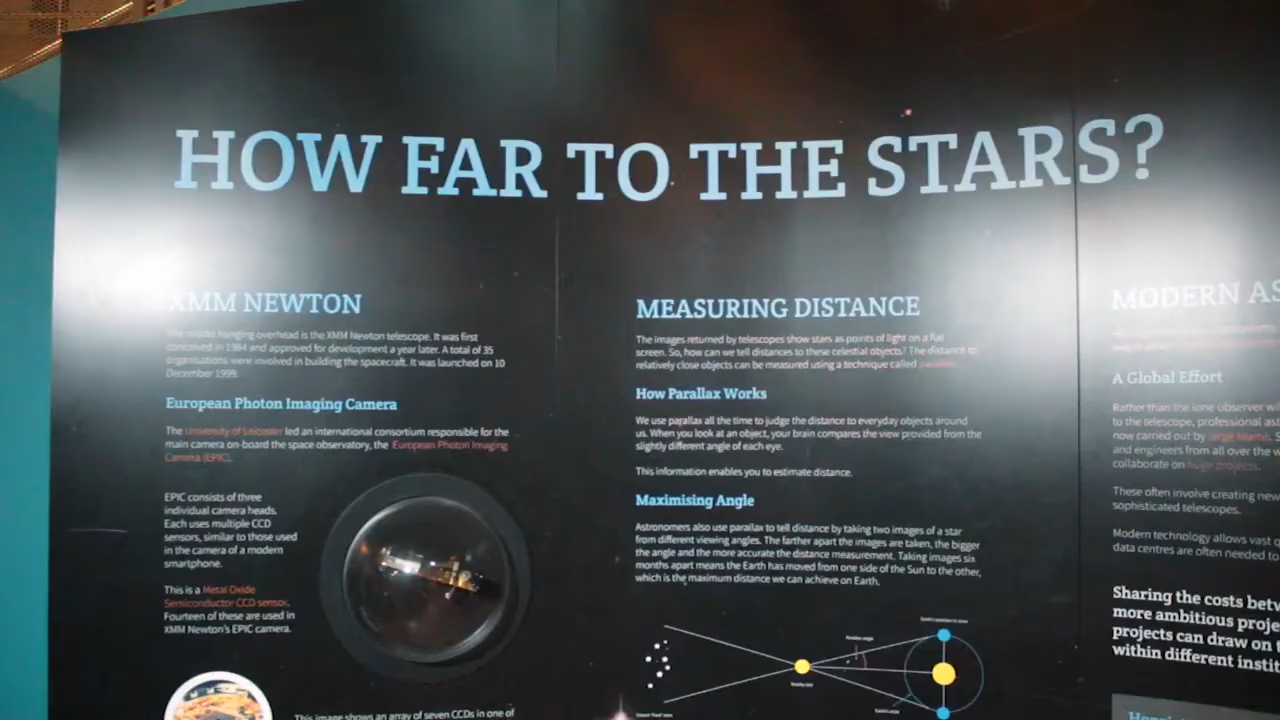 HOW FAR TO THE STARS?
XMM NEWTON
The model hanging overhead is the XMM Newton telescope. It was first
conceived in 1984 and approved for development a year later. A total of 35
organisations were involved in building the spacecraft. It was launched on 10
December 1999.
European Photon Imaging Camera
The University of Leicester led an international consortium responsible for the
main camera on-board the space observatory, the European Photon Imaging
Camera (EPIC).
EPIC consists of three
individual camera heads.
Each uses multiple CCD
sensors, similar to those used
in the camera of a modern
smartphone.
This is a Metal Oxide
Semiconductor CCD sensor.
Fourteen of these are used in
XMM Newton's EPIC camera.
This image shows an array of seven CCDs in one of
MEASURING DISTANCE
The images returned by telescopes show stars as points of light on a flat
screen. So, how can we tell distances to these celestial objects? The distance to
relatively close objects can be measured using a technique called parallax.
How Parallax Works
We use parallax all the time to judge the distance to everyday objects around
us. When you look at an object, your brain compares the view provided from the
slightly different angle of each eye.
This information enables you to estimate distance.
Maximising Angle
Astronomers also use parallax to tell distance by taking two images of a star
from different viewing angles. The farther apart the images are taken, the bigger
the angle and the more accurate the distance measurement. Taking images six
months apart means the Earth has moved from one side of the Sun to the other,
which is the maximum distance we can achieve on Earth.
Parallax angle
Nearby star
MODERN AS
A Global Effort
Rather than the lone observer wi
to the telescope, professional ast
now carried out by large teams. S
and engineers from all over the w
collaborate on huge projects.
These often involve creating new
sophisticated telescopes.
Modern technology allows vast q
data centres are often needed to
Sharing the costs betw
more ambitious proje
projects can draw on t
within different instit